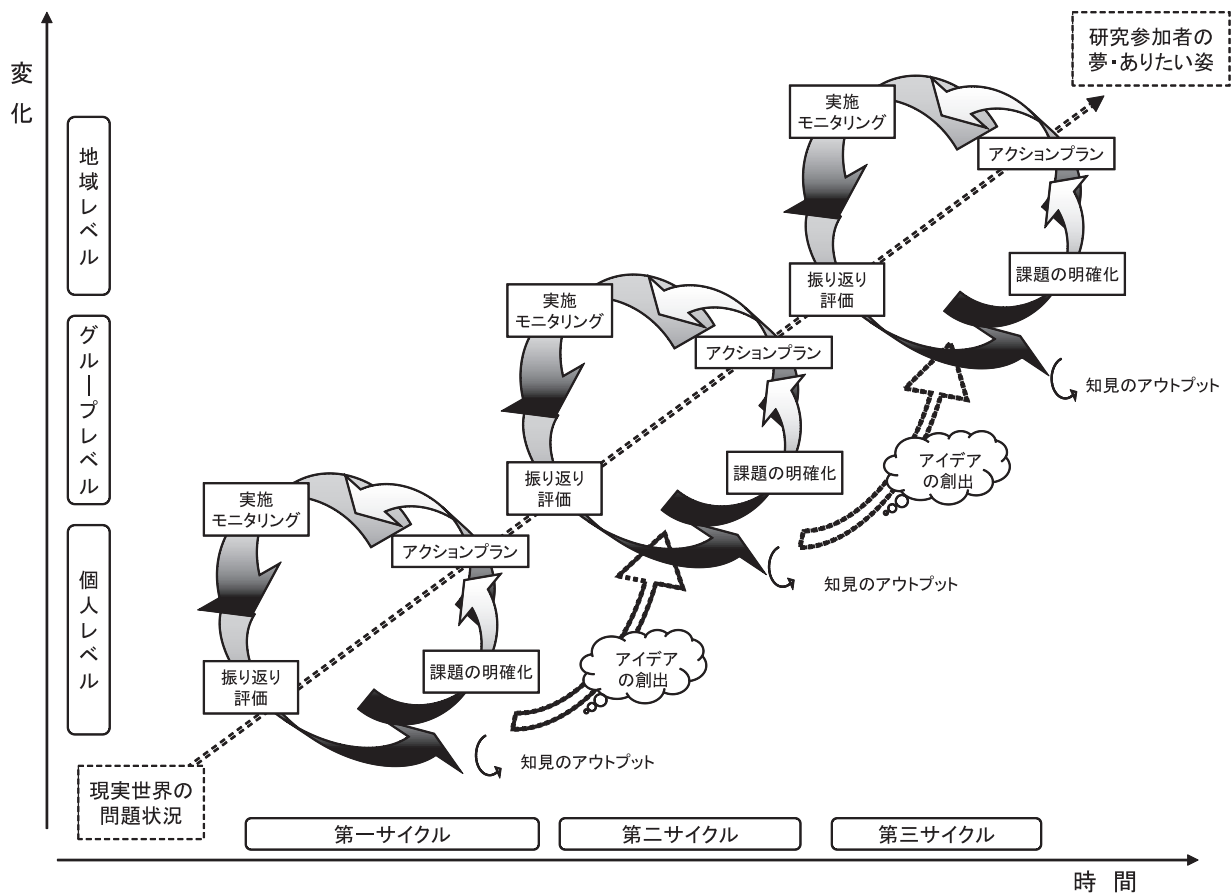 変化
研究参加者の
夢・ありたい姿
地域レベル
グループレベル
個人レベル
実施
モニタリング
アクションプラン
振り返り
評価
課題の明確化
知見のアウトプット
アイデア
の創出
実施
モニタリング
アクションプラン
振り返り
評価
課題の明確化
知見のアウトプット
アイデア
の創出
実施
モニタリング
アクションプラン
振り返り
評価
課題の明確化
知見のアウトプット
現実世界の
問題状況
第一サイクル
第二サイクル
第三サイクル
時間